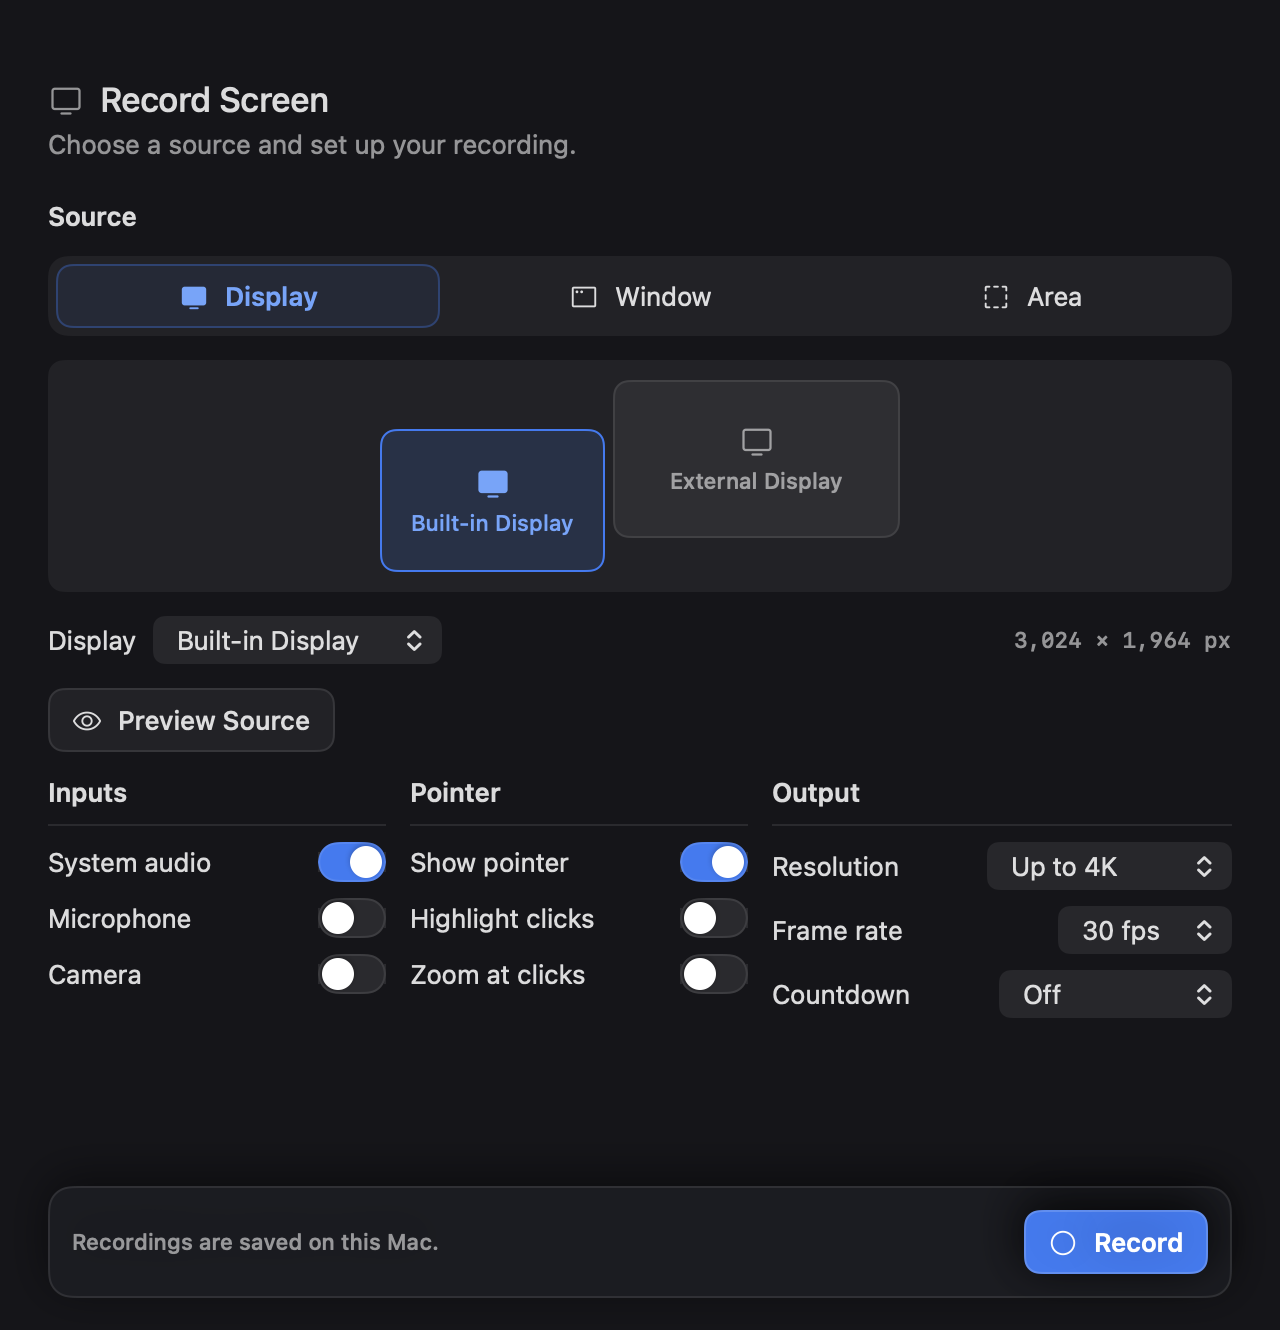 Record Screen
Choose a source and set up your recording.
Source
Display
Window
Area
Built-in Display
External Display
Display
Built-in Display
3,024 × 1,964 px
Preview Source
Inputs
Pointer
Output
System audio
Show pointer
Resolution
Up to 4K
Microphone
Highlight clicks
Frame rate
30 fps
Camera
Zoom at clicks
Countdown
Off
Recordings are saved on this Mac.
Record